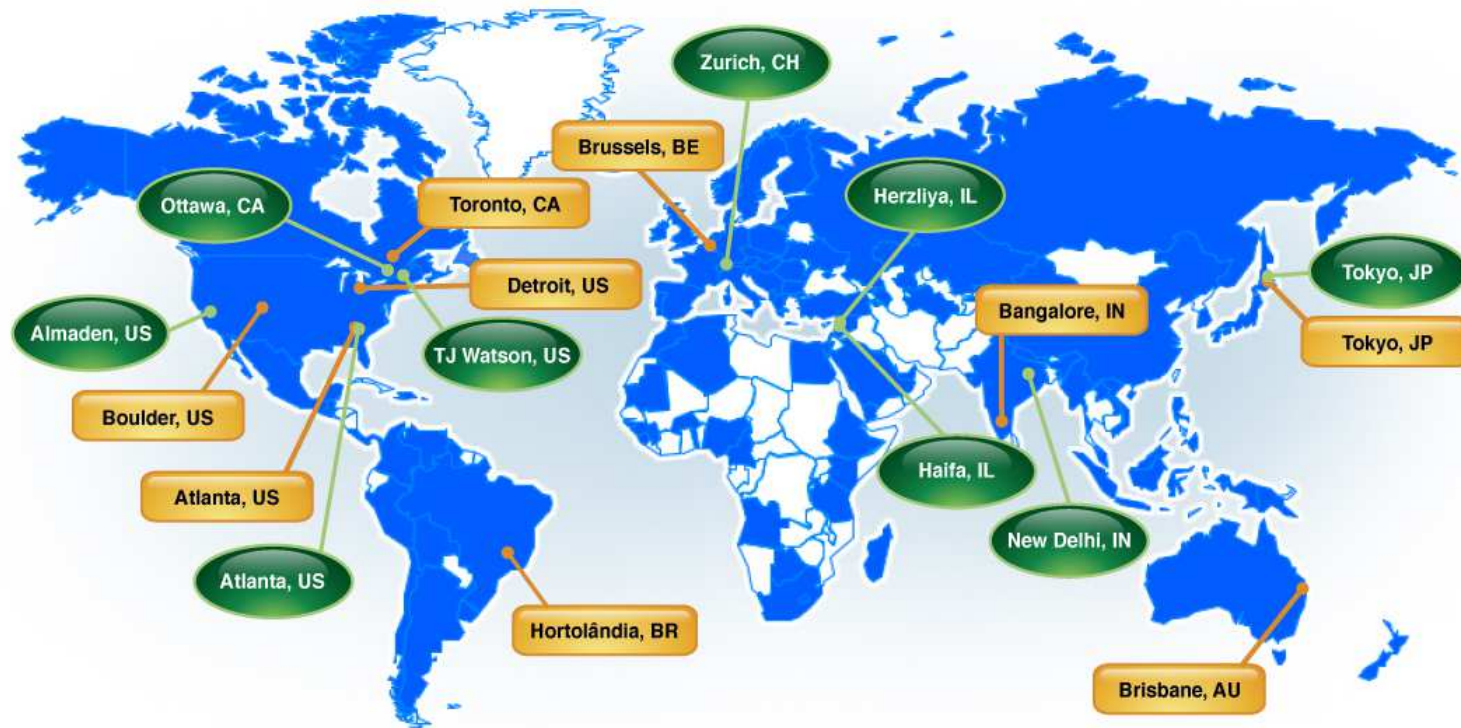 Zurich, CH
Brussels, BE
Ottawa, CA
Toronto, CA
Herzliya, IL
Detroit, US
Tokyo, JP
Almaden, US
TJ Watson, US
Bangalore, IN
Tokyo, JP
Boulder, US
Atlanta, US
Haifa, IL
New Delhi, IN
Atlanta, US
Hortolândia, BR
Brisbane, AU